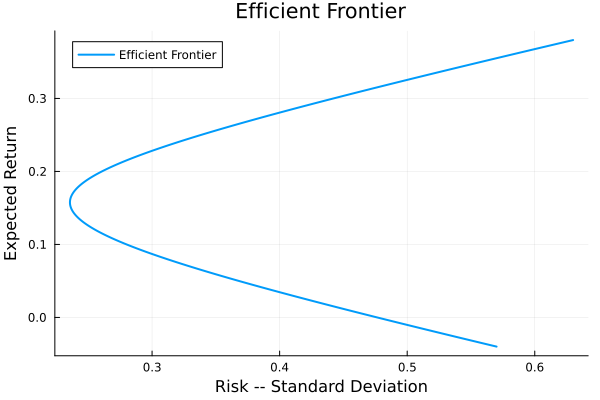 Efficient Frontier
Efficient Frontier
Expected Return
0.3
0.2
0.1
0.0
0.3 0.4 0.5 0.6
Risk -- Standard Deviation